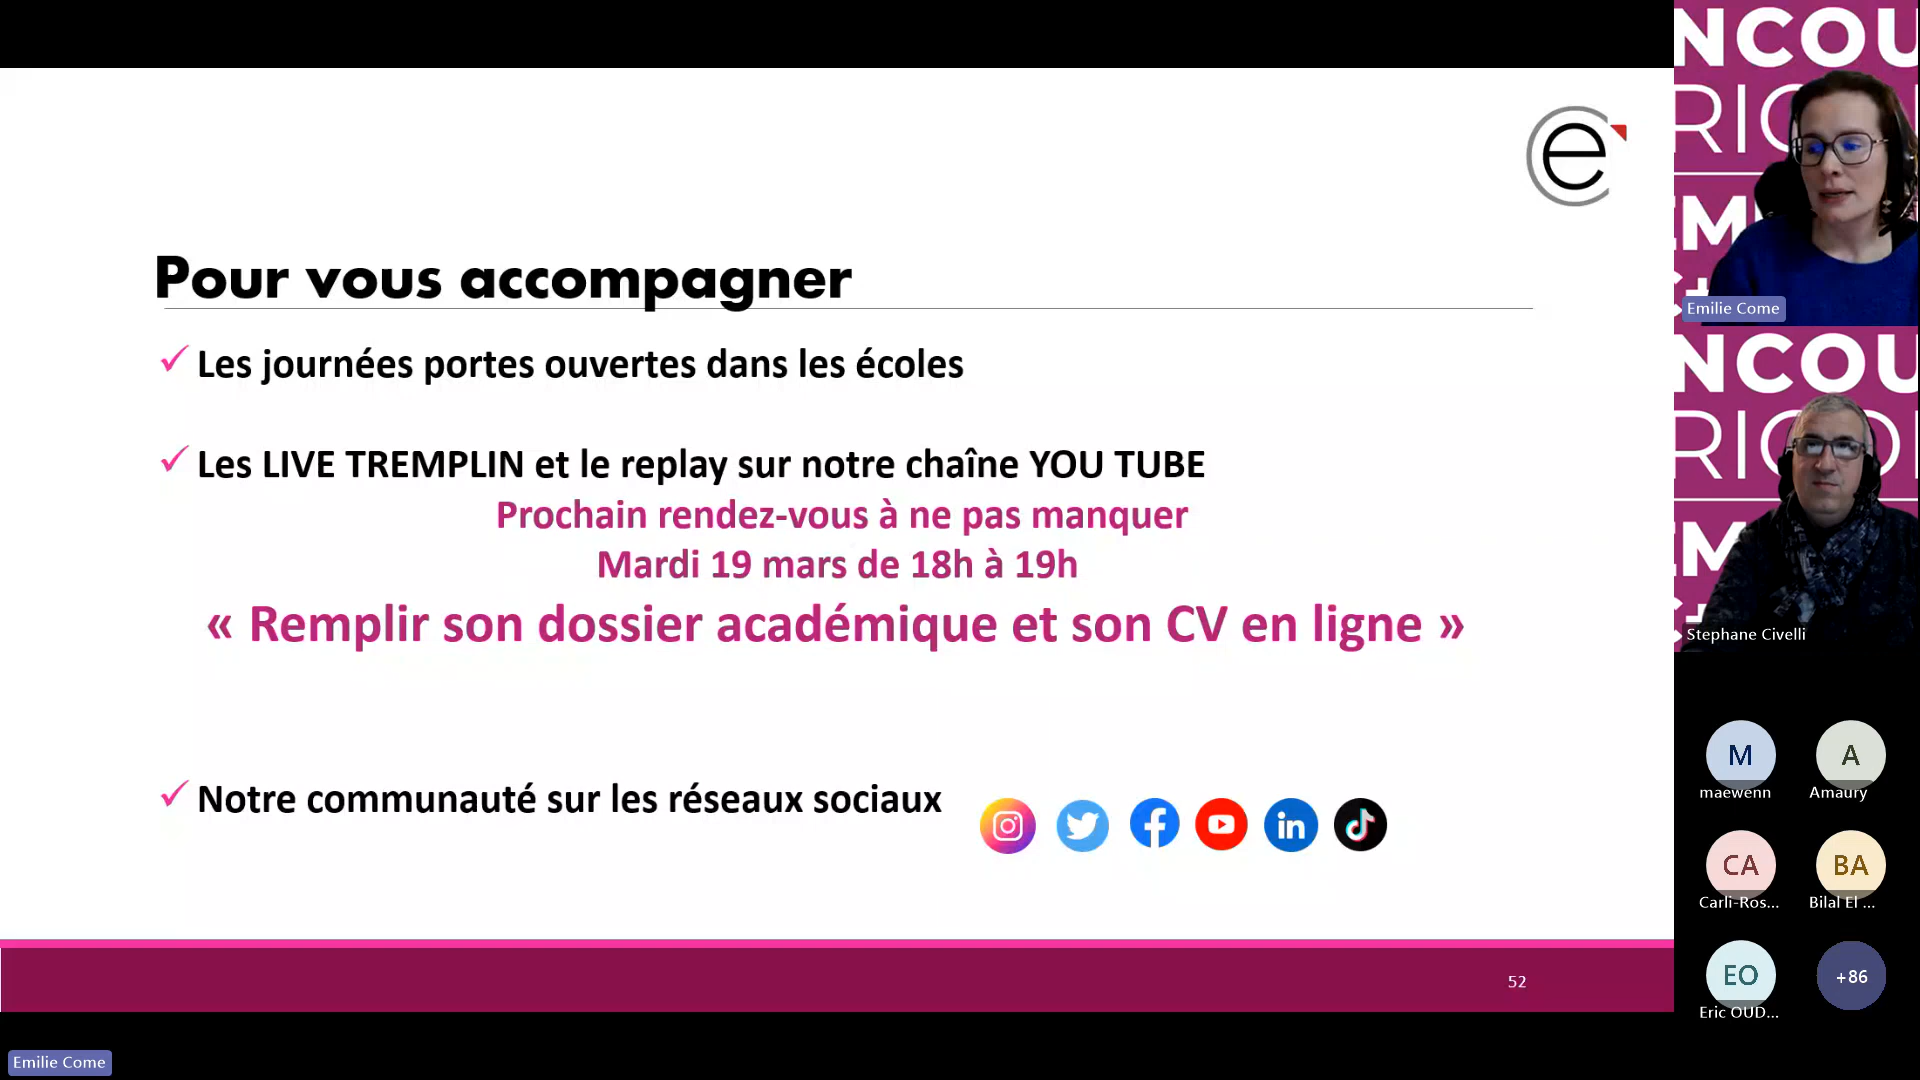 Pour vous accompagner
Les journées portes ouvertes dans les écoles
Les LIVE TREMPLIN et le replay sur notre chaîne YOU TUBE
Prochain rendez-vous à ne pas manquer
Mardi 19 mars de 18h à 19h
« Remplir son dossier académique et son CV en ligne »
Notre communauté sur les réseaux sociaux
52
Emilie Come
NCOU
Emilie Come
NCOU
Stephane Civelli
M
maewenn
A
Amaury
CA
Carli-Ros...
BA
Bilal El ...
EO
Eric OUD...
+86